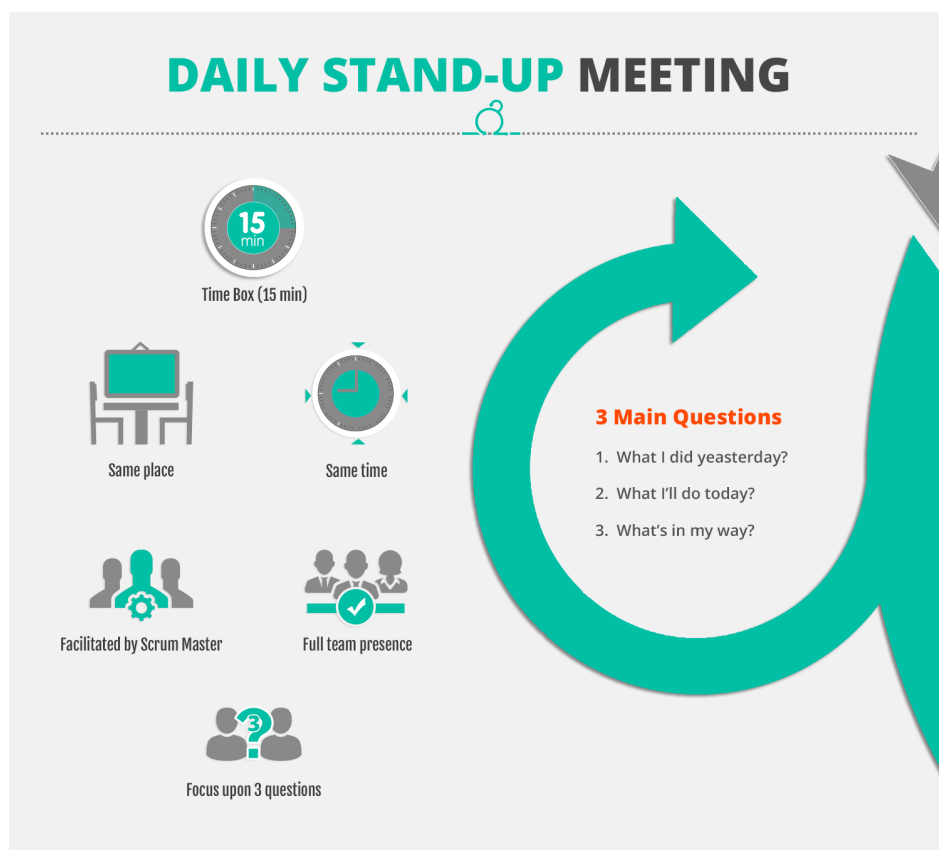 DAILY STAND-UP MEETING
15
min
Time Box (15 min)
Same place
Same time
3 Main Questions
1. What I did yeasterday?
2. What I'll do today?
3. What's in my way?
Facilitated by Scrum Master
Full team presence
3
Focus upon 3 questions